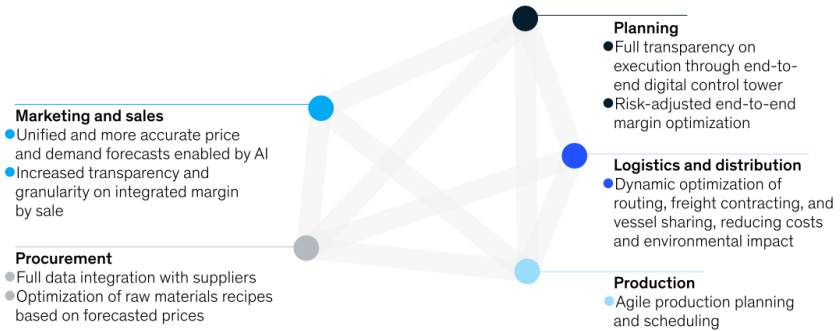 Planning
Full transparency on
execution through end-to-
end digital control tower
Risk-adjusted end-to-end
margin optimization
Marketing and sales
Unified and more accurate price
and demand forecasts enabled by AI
Increased transparency and
granularity on integrated margin
by sale
Logistics and distribution
Dynamic optimization of
routing, freight contracting, and
vessel sharing, reducing costs
and environmental impact
Procurement
Full data integration with suppliers
Optimization of raw materials recipes
based on forecasted prices
Production
Agile production planning
and scheduling